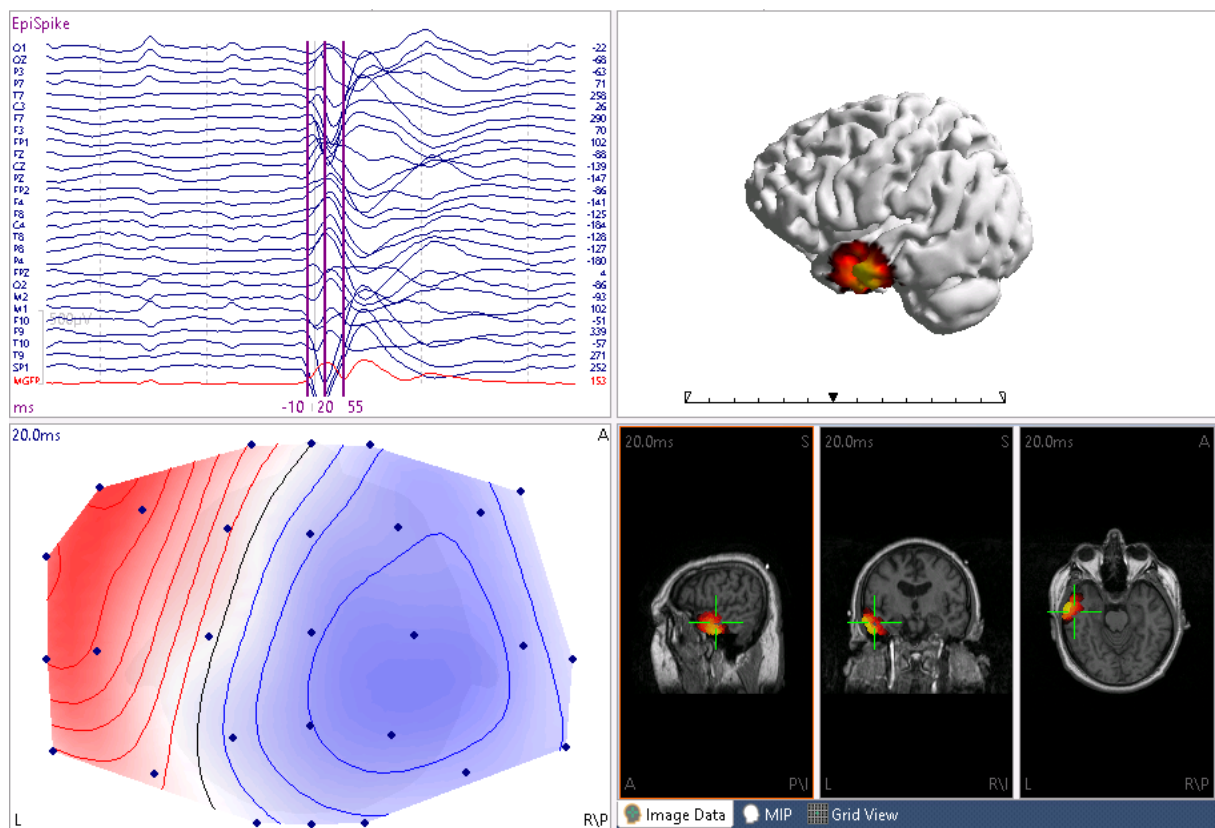 EpiSpike
O1 -22
OZ -68
P3 -63
P7 71
T7 258
C3 26
F7 290
F3 70
FP1 102
FZ -88
CZ -139
PZ -147
FP2 -86
F4 -141
F8 -125
C4 -184
T8 -128
P8 -127
P4 -180
FPZ 4
O2 -86
M2 -93
M1 102
F10 -51
F9 339
T10 -57
T9 271
SP1 252
MGFP 153
500µV
ms -10 20 55
20.0ms A
L R\P
20.0ms S
A P\I
20.0ms S
L R\I
20.0ms A
L R\P
Image Data MIP Grid View